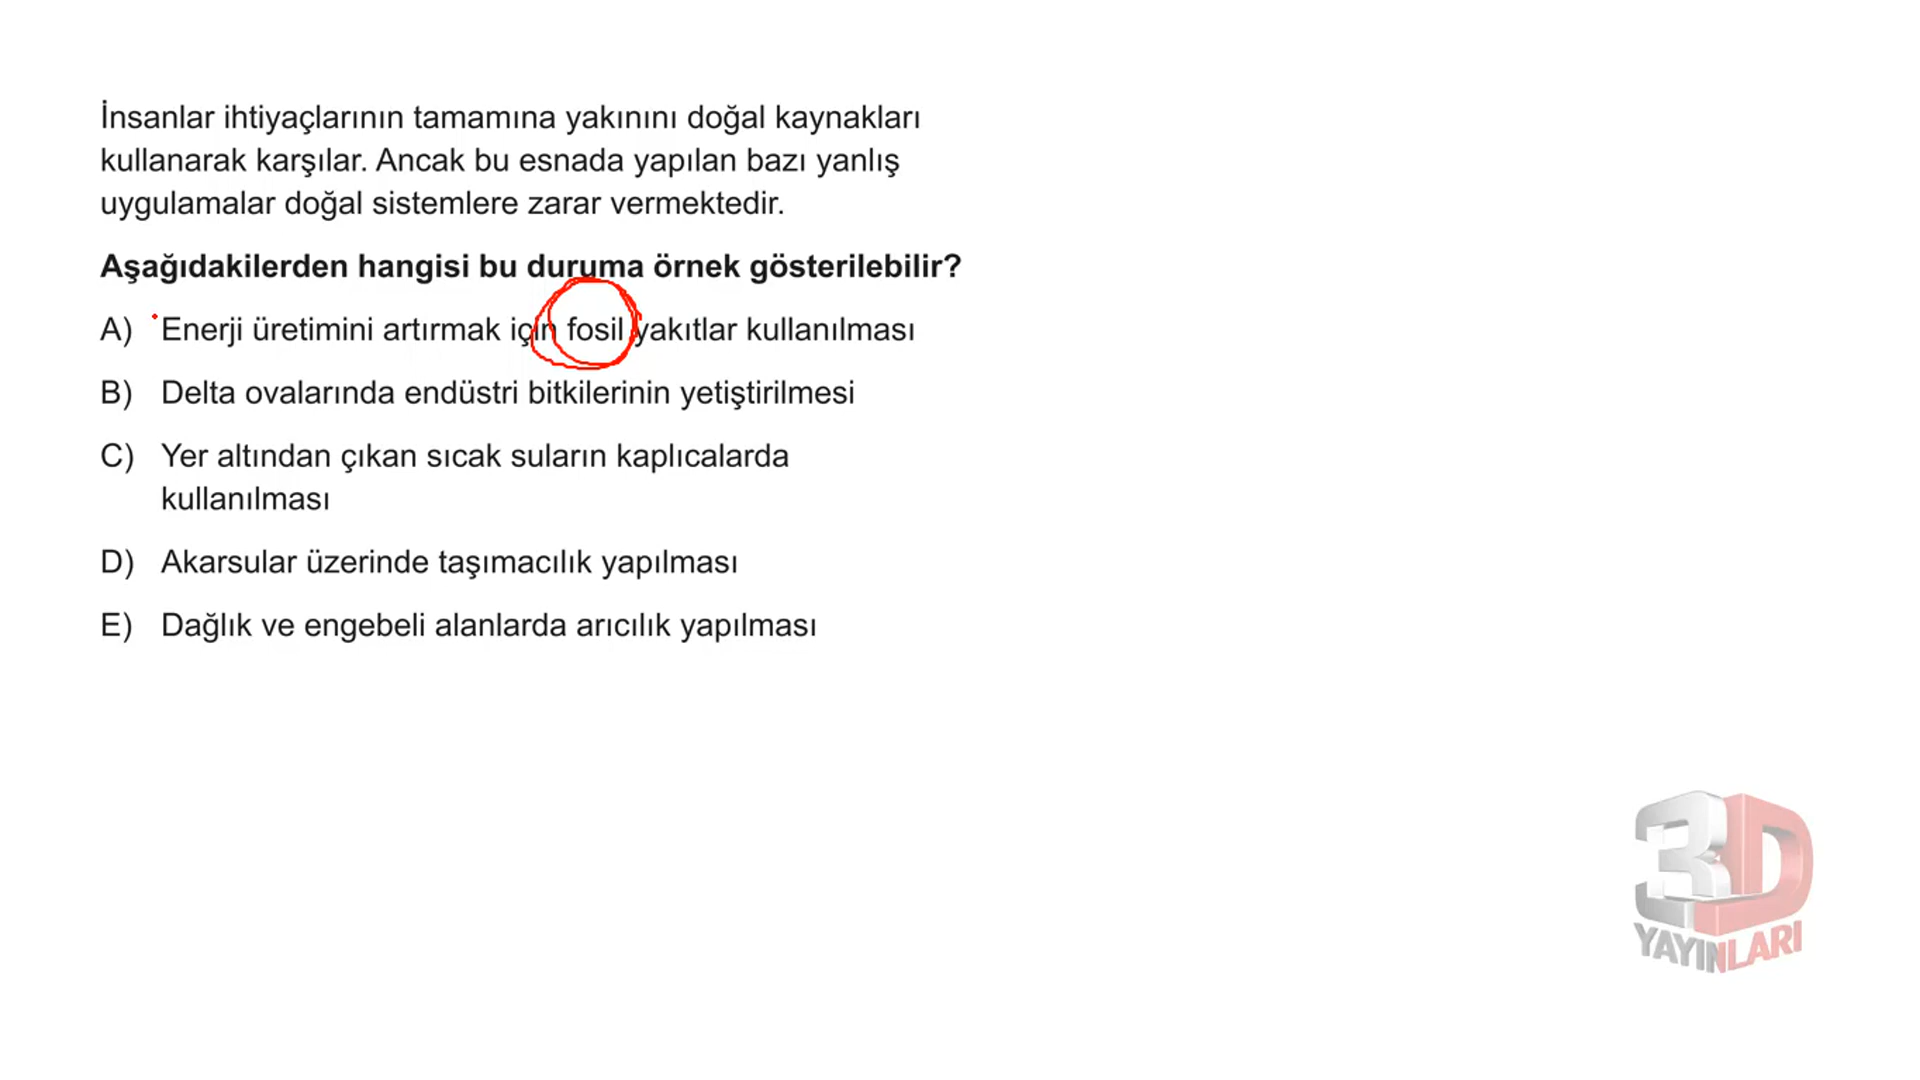 İnsanlar ihtiyaçlarının tamamına yakınını doğal kaynakları
kullanarak karşılar. Ancak bu esnada yapılan bazı yanlış
uygulamalar doğal sistemlere zarar vermektedir.
Aşağıdakilerden hangisi bu duruma örnek gösterilebilir?
A) Enerji üretimini artırmak için fosil yakıtlar kullanılması
B) Delta ovalarında endüstri bitkilerinin yetiştirilmesi
C) Yer altından çıkan sıcak suların kaplıcalarda
kullanılması
D) Akarsular üzerinde taşımacılık yapılması
E) Dağlık ve engebeli alanlarda arıcılık yapılması
3D
YAYINLARI